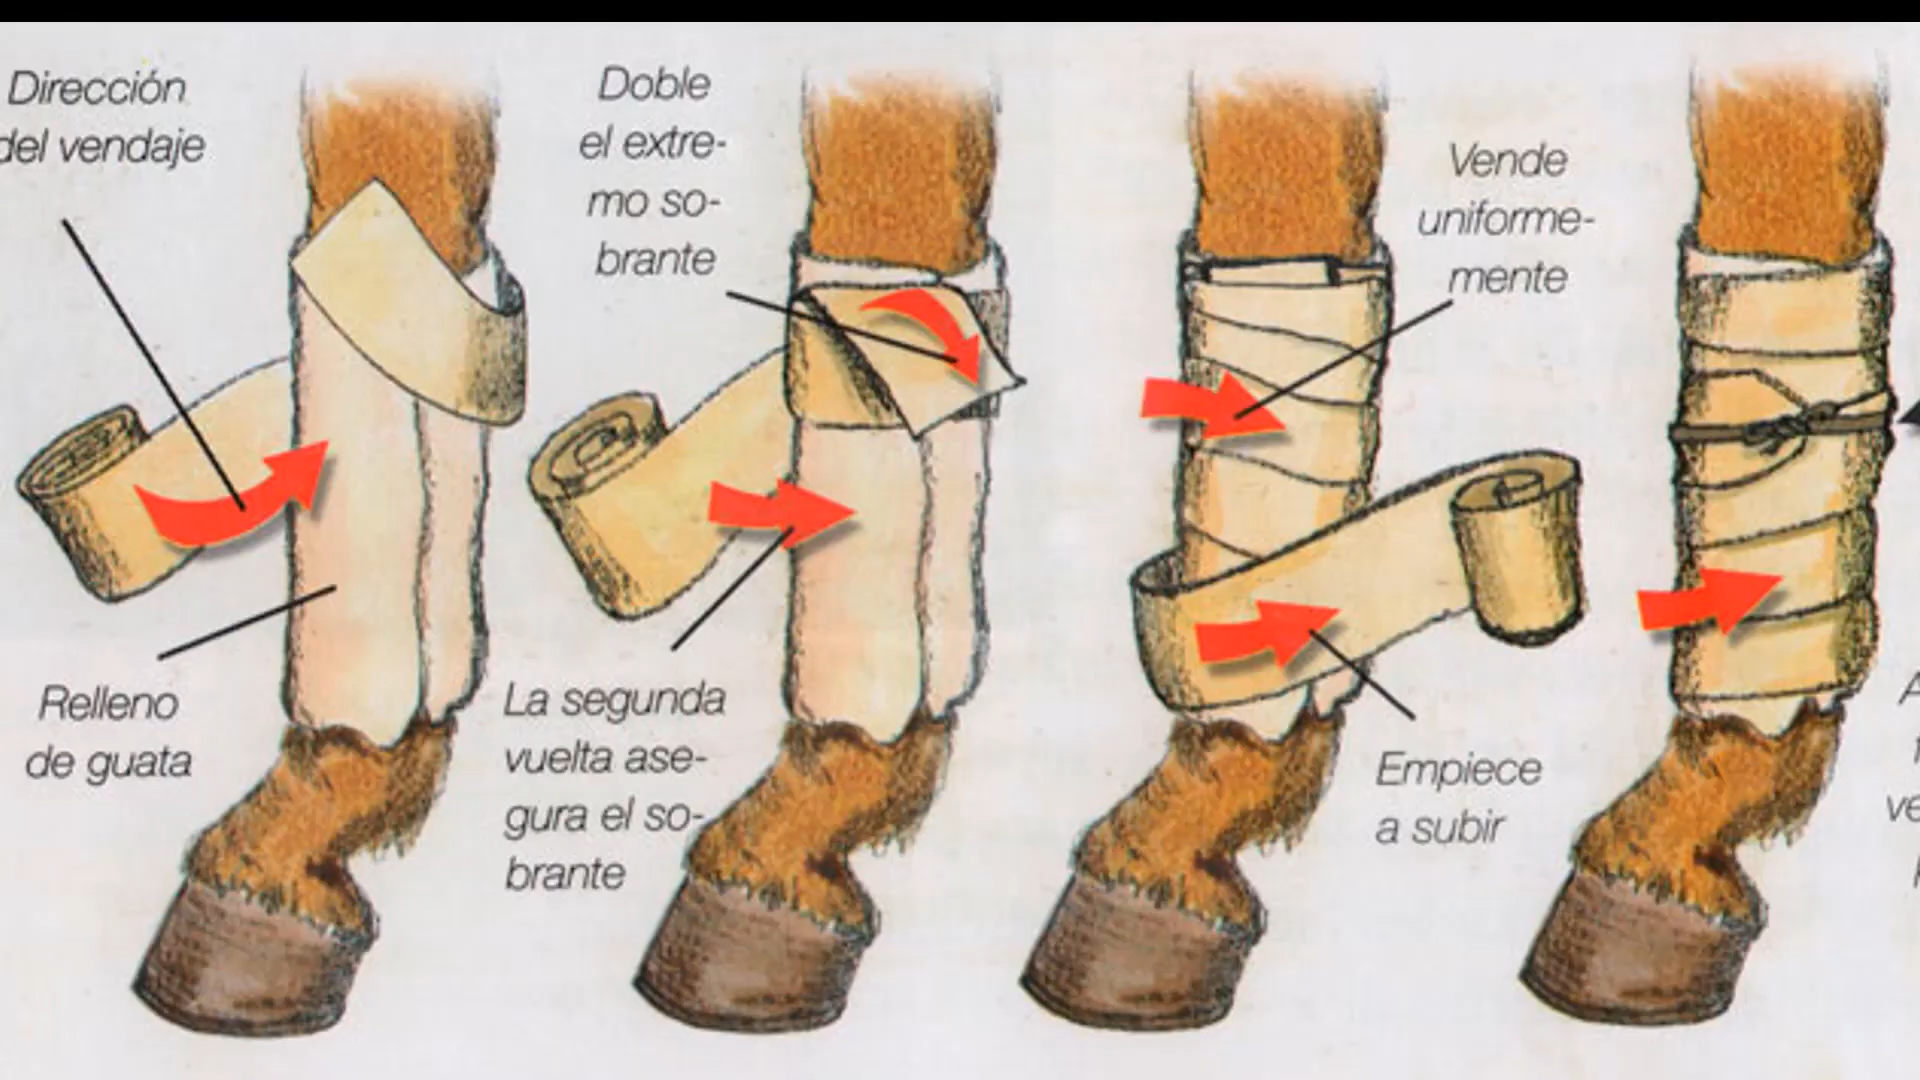 Dirección
del vendaje
Relleno
de guata
Doble
el extre-
mo so-
brante
La segunda
vuelta ase-
gura el so-
brante
Vende
uniforme-
mente
Empiece
a subir